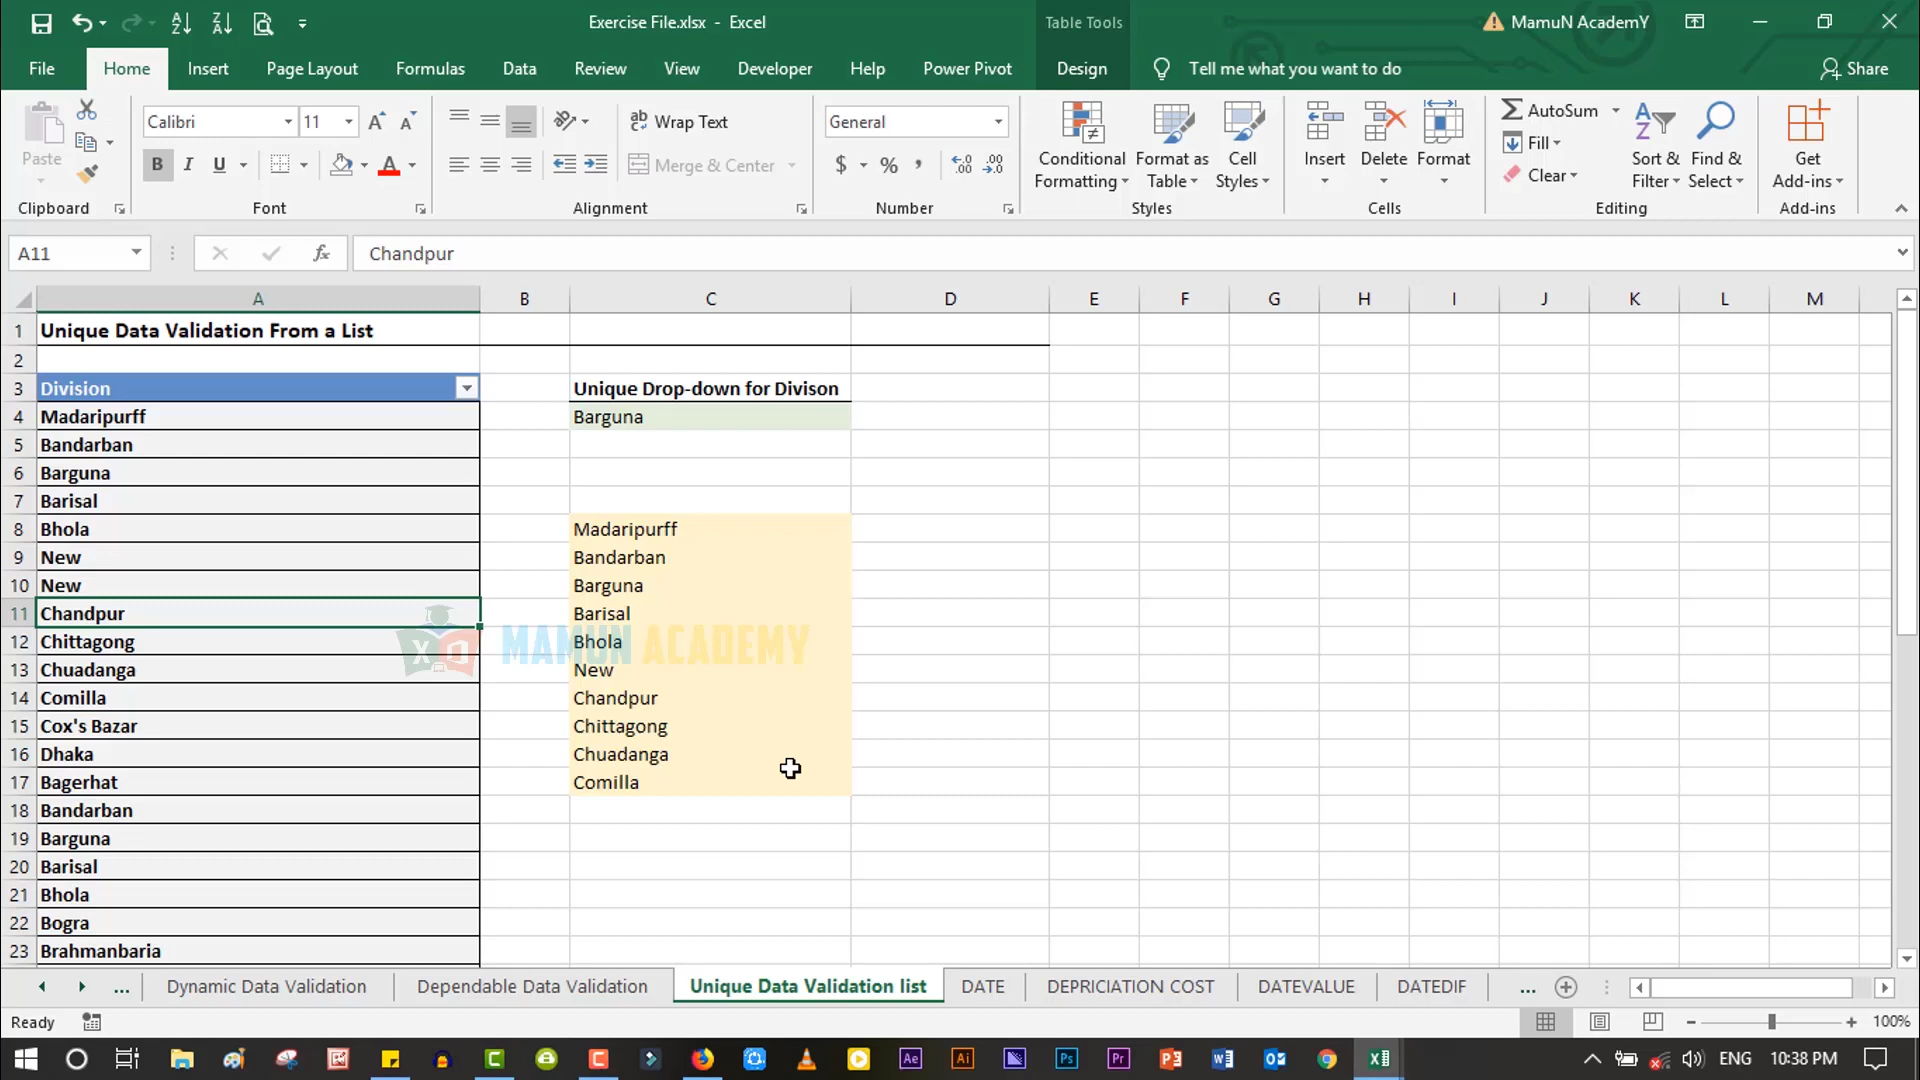 Exercise File.xlsx - Excel
Table Tools
MamuN AcademY
File
Home
Insert
Page Layout
Formulas
Data
Review
View
Developer
Help
Power Pivot
Design
Tell me what you want to do
Share
Paste
Clipboard
Calibri
11
B I U
Font
Wrap Text
Merge & Center
Alignment
General
$ % ,
Number
Conditional Formatting
Format as Table
Cell Styles
Styles
Insert
Delete
Format
Cells
AutoSum
Fill
Clear
Sort & Filter
Find & Select
Editing
Get Add-ins
Add-ins
A11
fx
Chandpur
A B C D E F G H I J K L M
1 Unique Data Validation From a List
2
3 Division Unique Drop-down for Divison
4 Madaripurff Barguna
5 Bandarban
6 Barguna
7 Barisal
8 Bhola Madaripurff
9 New Bandarban
10 New Barguna
11 Chandpur Barisal
12 Chittagong Bhola
MAMUN ACADEMY
13 Chuadanga New
14 Comilla Chandpur
15 Cox's Bazar Chittagong
16 Dhaka Chuadanga
17 Bagerhat Comilla
18 Bandarban
19 Barguna
20 Barisal
21 Bhola
22 Bogra
23 Brahmanbaria
... Dynamic Data Validation Dependable Data Validation Unique Data Validation list DATE DEPRICIATION COST DATEVALUE DATEDIF ...
Ready
100%
Ae Ai Ps Pr
ENG 10:38 PM